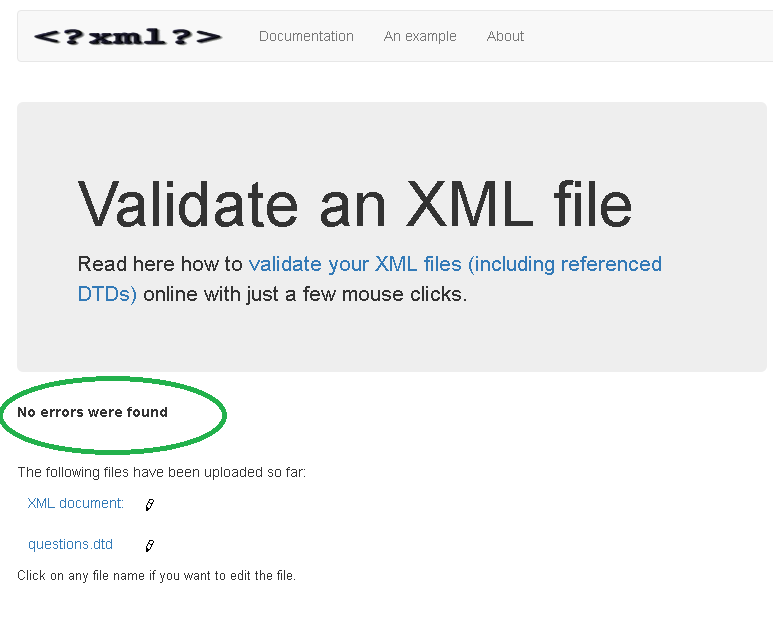 <?xml?> Documentation An example About
Validate an XML file
Read here how to validate your XML files (including referenced
DTDs) online with just a few mouse clicks.
No errors were found
The following files have been uploaded so far:
XML document:
questions.dtd
Click on any file name if you want to edit the file.